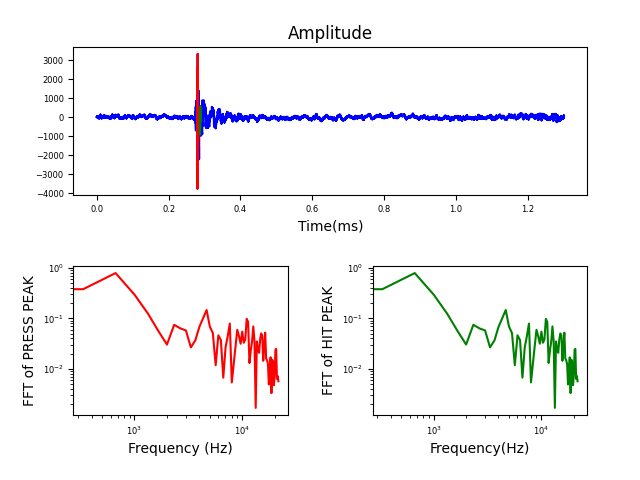 Amplitude
3000
2000
1000
0
−1000
−2000
−3000
−4000
0.0 0.2 0.4 0.6 0.8 1.0 1.2
Time(ms)
FFT of PRESS PEAK
10⁰
10⁻¹
10⁻²
10³ 10⁴
Frequency (Hz)
FFT of HIT PEAK
10⁰
10⁻¹
10⁻²
10³ 10⁴
Frequency(Hz)